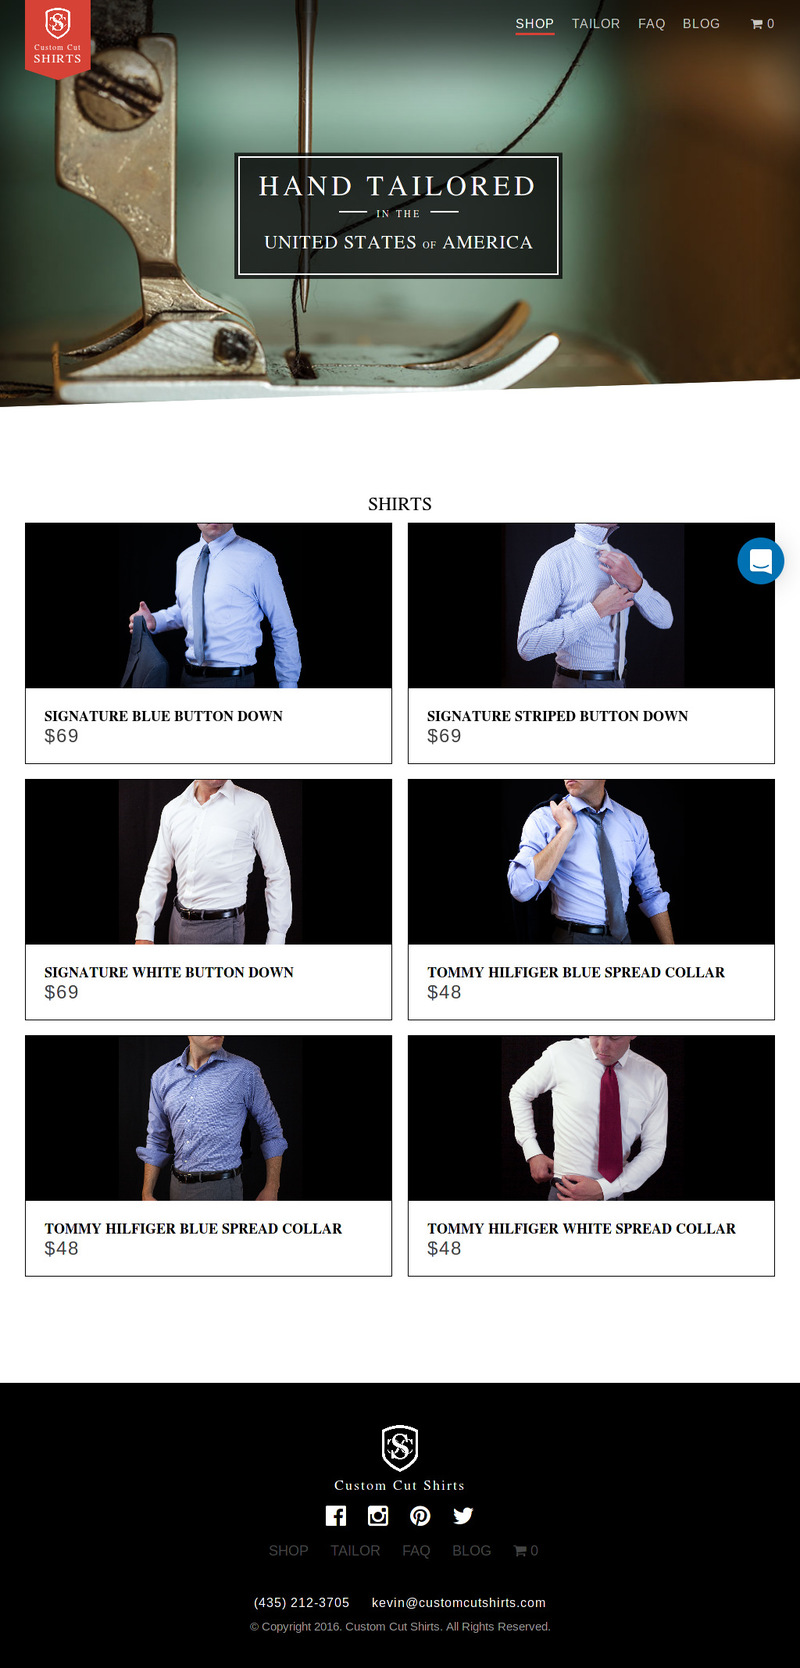 Custom Cut
SHIRTS
SHOP TAILOR FAQ BLOG 0
HAND TAILORED
IN THE
UNITED STATES OF AMERICA
SHIRTS
SIGNATURE BLUE BUTTON DOWN
$69
SIGNATURE STRIPED BUTTON DOWN
$69
SIGNATURE WHITE BUTTON DOWN
$69
TOMMY HILFIGER BLUE SPREAD COLLAR
$48
TOMMY HILFIGER BLUE SPREAD COLLAR
$48
TOMMY HILFIGER WHITE SPREAD COLLAR
$48
Custom Cut Shirts
SHOP TAILOR FAQ BLOG 0
(435) 212-3705 kevin@customcutshirts.com
© Copyright 2016. Custom Cut Shirts. All Rights Reserved.